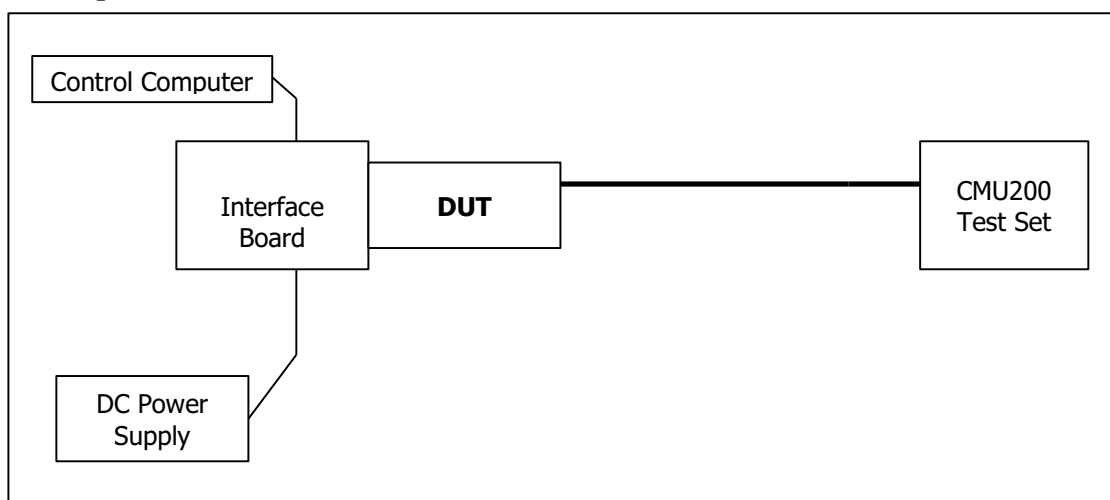 Control Computer
Interface
Board
DUT
CMU200
Test Set
DC Power
Supply